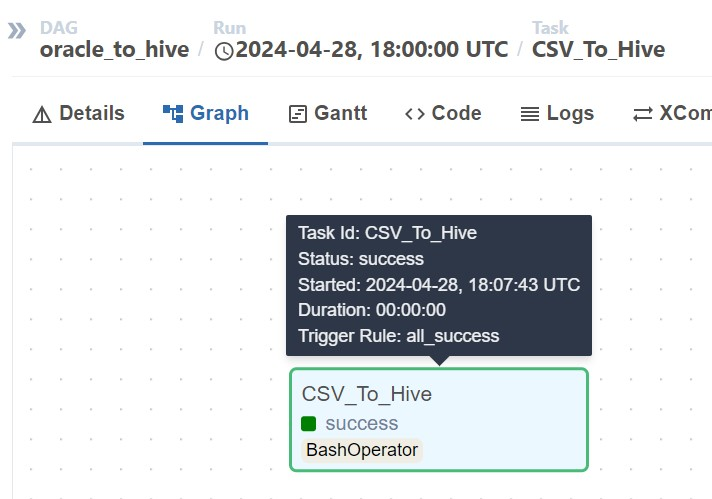 DAG Run Task
oracle_to_hive / 2024-04-28, 18:00:00 UTC / CSV_To_Hive
Details Graph Gantt Code Logs XCom
Task Id: CSV_To_Hive
Status: success
Started: 2024-04-28, 18:07:43 UTC
Duration: 00:00:00
Trigger Rule: all_success
CSV_To_Hive
success
BashOperator